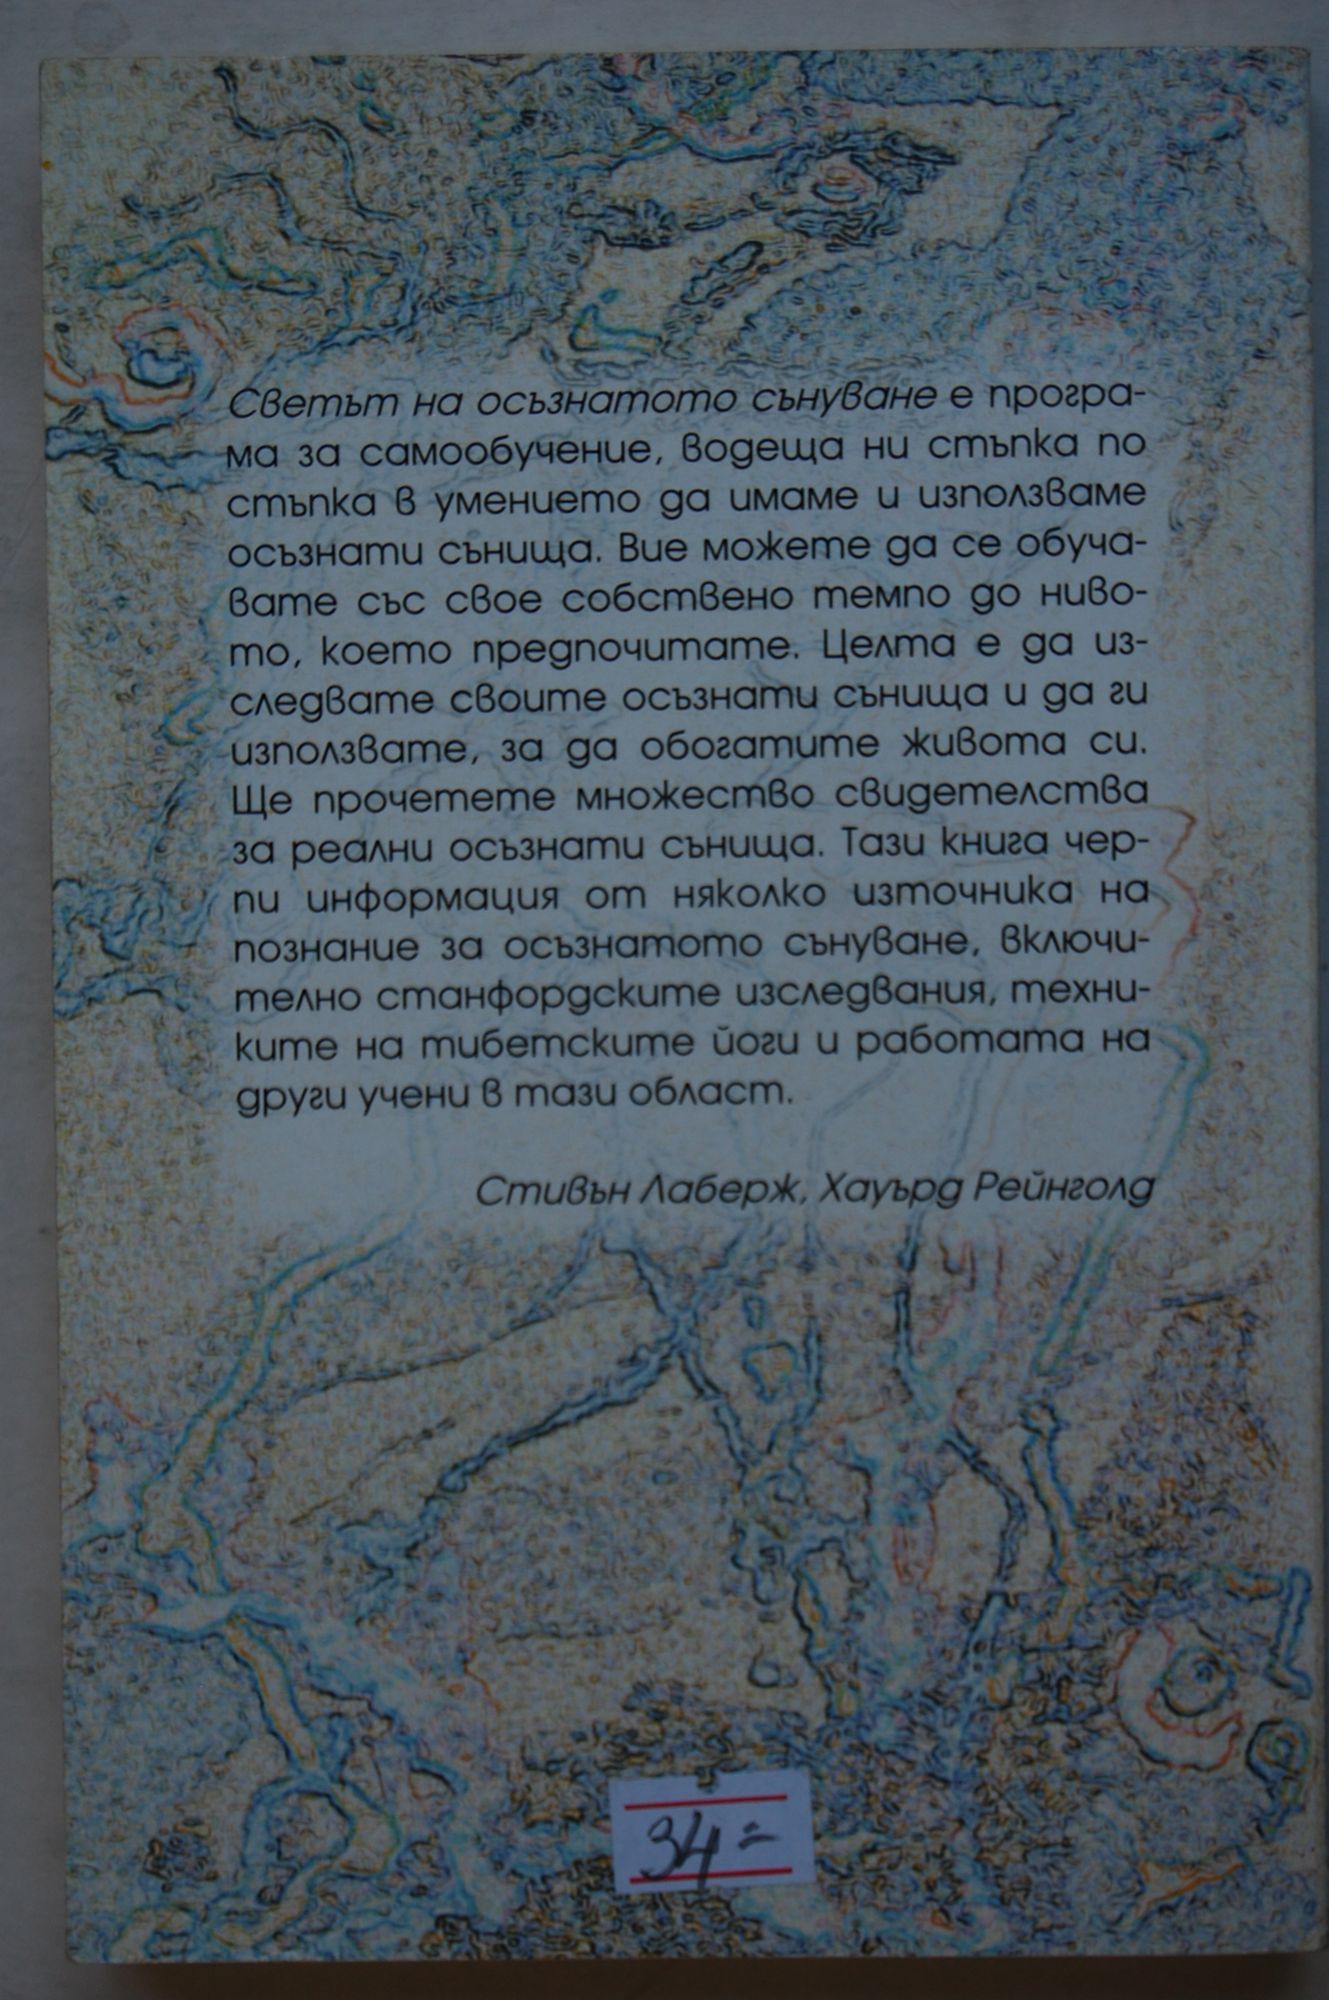 Светът на осъзнатото сънуване е програ-
ма за самообучение, водеща ни стъпка по
стъпка в умението да имаме и използваме
осъзнати сънища. Вие можете да се обуча-
вате със свое собствено темпо до ниво-
то, което предпочитате. Целта е да из-
следвате своите осъзнати сънища и да ги
използвате, за да обогатите живота си.
Ще прочетете множество свидетелства
за реални осъзнати сънища. Тази книга чер-
пи информация от няколко източника на
познание за осъзнатото сънуване, включи-
телно станфордските изследвания, техни-
ките на тибетските йоги и работата на
други учени в тази област.
Стивън Лаберж, Хауърд Рейнголд
34=